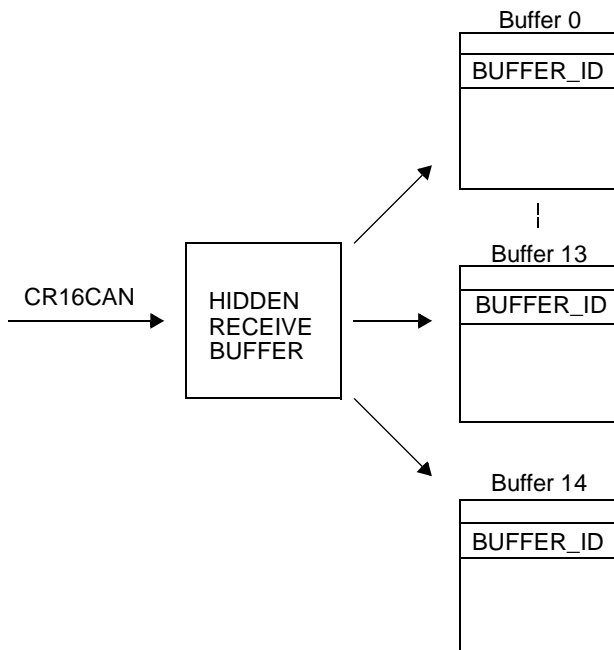 Buffer 0
BUFFER_ID
Buffer 13
CR16CAN
HIDDEN
RECEIVE
BUFFER
BUFFER_ID
Buffer 14
BUFFER_ID